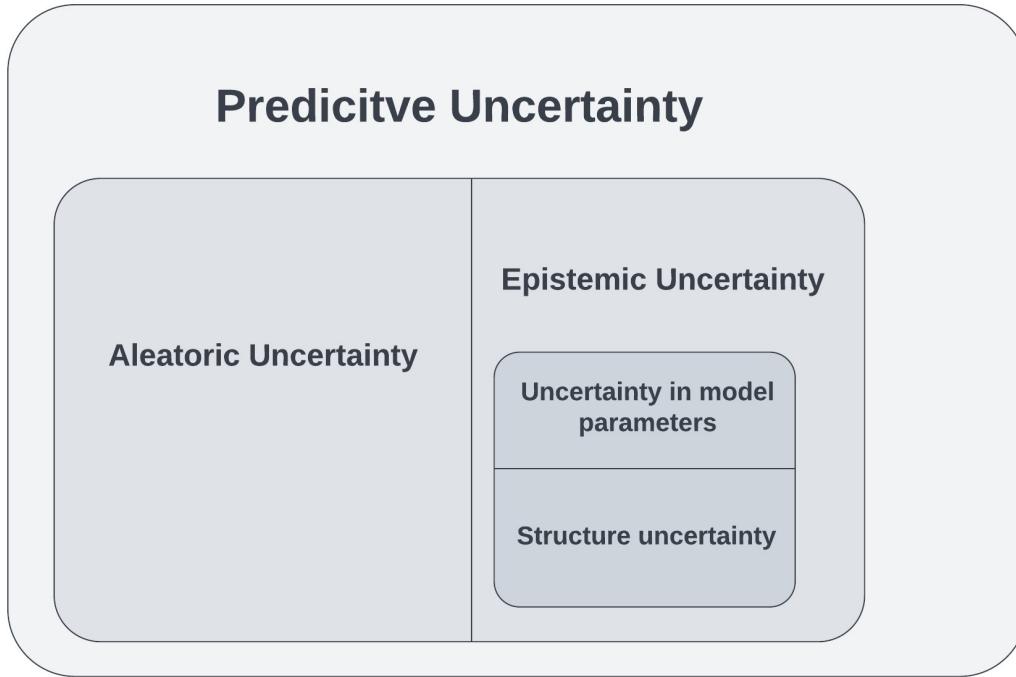 Predicitve Uncertainty
Aleatoric Uncertainty
Epistemic Uncertainty
Uncertainty in model
parameters
Structure uncertainty